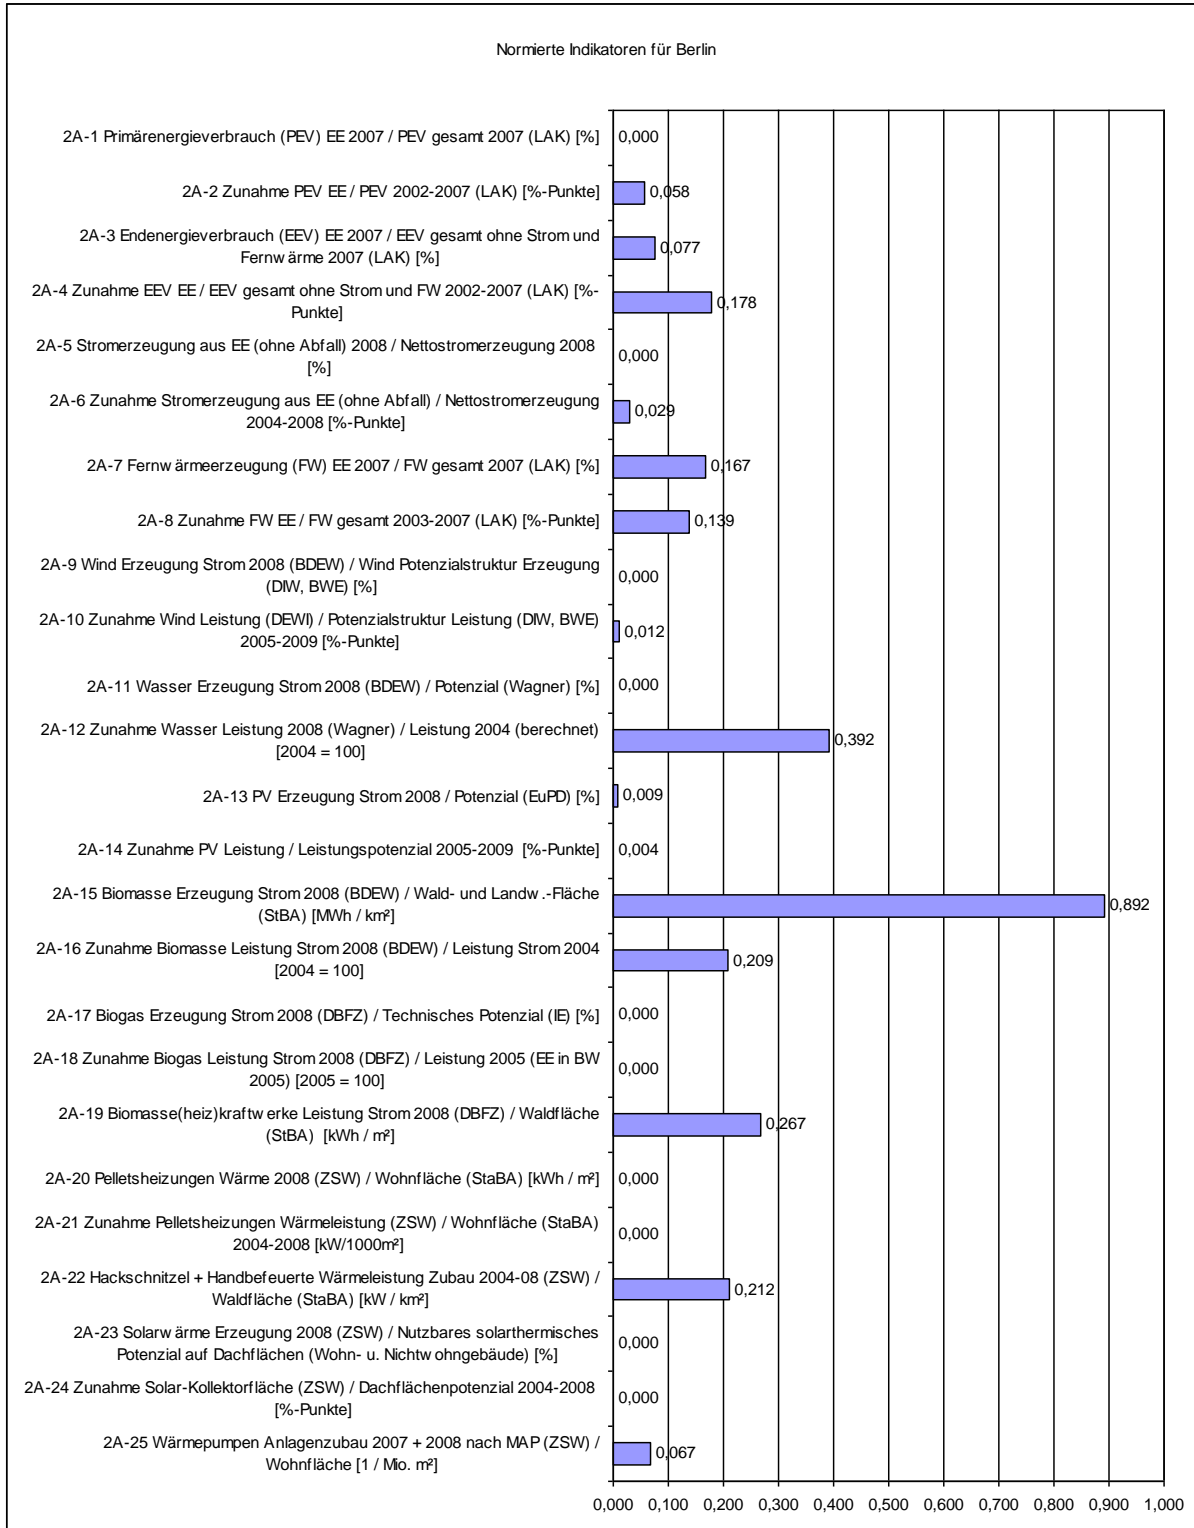 Normierte Indikatoren für Berlin
2A-1 Primärenergieverbrauch (PEV) EE 2007 / PEV gesamt 2007 (LAK) [%]
0,000
2A-2 Zunahme PEV EE / PEV 2002-2007 (LAK) [%-Punkte]
0,058
2A-3 Endenergieverbrauch (EEV) EE 2007 / EEV gesamt ohne Strom und
Fernwärme 2007 (LAK) [%]
0,077
2A-4 Zunahme EEV EE / EEV gesamt ohne Strom und FW 2002-2007 (LAK) [%-
Punkte]
0,178
2A-5 Stromerzeugung aus EE (ohne Abfall) 2008 / Nettostromerzeugung 2008
[%]
0,000
2A-6 Zunahme Stromerzeugung aus EE (ohne Abfall) / Nettostromerzeugung
2004-2008 [%-Punkte]
0,029
2A-7 Fernwärmeerzeugung (FW) EE 2007 / FW gesamt 2007 (LAK) [%]
0,167
2A-8 Zunahme FW EE / FW gesamt 2003-2007 (LAK) [%-Punkte]
0,139
2A-9 Wind Erzeugung Strom 2008 (BDEW) / Wind Potenzialstruktur Erzeugung
(DIW, BWE) [%]
0,000
2A-10 Zunahme Wind Leistung (DEWI) / Potenzialstruktur Leistung (DIW, BWE)
2005-2009 [%-Punkte]
0,012
2A-11 Wasser Erzeugung Strom 2008 (BDEW) / Potenzial (Wagner) [%]
0,000
2A-12 Zunahme Wasser Leistung 2008 (Wagner) / Leistung 2004 (berechnet)
[2004 = 100]
0,392
2A-13 PV Erzeugung Strom 2008 / Potenzial (EuPD) [%]
0,009
2A-14 Zunahme PV Leistung / Leistungspotenzial 2005-2009 [%-Punkte]
0,004
2A-15 Biomasse Erzeugung Strom 2008 (BDEW) / Wald- und Landw.-Fläche
(StBA) [MWh / km²]
0,892
2A-16 Zunahme Biomasse Leistung Strom 2008 (BDEW) / Leistung Strom 2004
[2004 = 100]
0,209
2A-17 Biogas Erzeugung Strom 2008 (DBFZ) / Technisches Potenzial (IE) [%]
0,000
2A-18 Zunahme Biogas Leistung Strom 2008 (DBFZ) / Leistung 2005 (EE in BW
2005) [2005 = 100]
0,000
2A-19 Biomasse(heiz)kraftwerke Leistung Strom 2008 (DBFZ) / Waldfläche
(StBA) [kWh / m²]
0,267
2A-20 Pelletsheizungen Wärme 2008 (ZSW) / Wohnfläche (StaBA) [kWh / m²]
0,000
2A-21 Zunahme Pelletsheizungen Wärmeleistung (ZSW) / Wohnfläche (StaBA)
2004-2008 [kW/1000m²]
0,000
2A-22 Hackschnitzel + Handbefeuerte Wärmeleistung Zubau 2004-08 (ZSW) /
Waldfläche (StaBA) [kW / km²]
0,212
2A-23 Solarwärme Erzeugung 2008 (ZSW) / Nutzbares solarthermisches
Potenzial auf Dachflächen (Wohn- u. Nichtwohngebäude) [%]
0,000
2A-24 Zunahme Solar-Kollektorfläche (ZSW) / Dachflächenpotenzial 2004-2008
[%-Punkte]
0,000
2A-25 Wärmepumpen Anlagenzubau 2007 + 2008 nach MAP (ZSW) /
Wohnfläche [1 / Mio. m²]
0,067
0,000 0,100 0,200 0,300 0,400 0,500 0,600 0,700 0,800 0,900 1,000